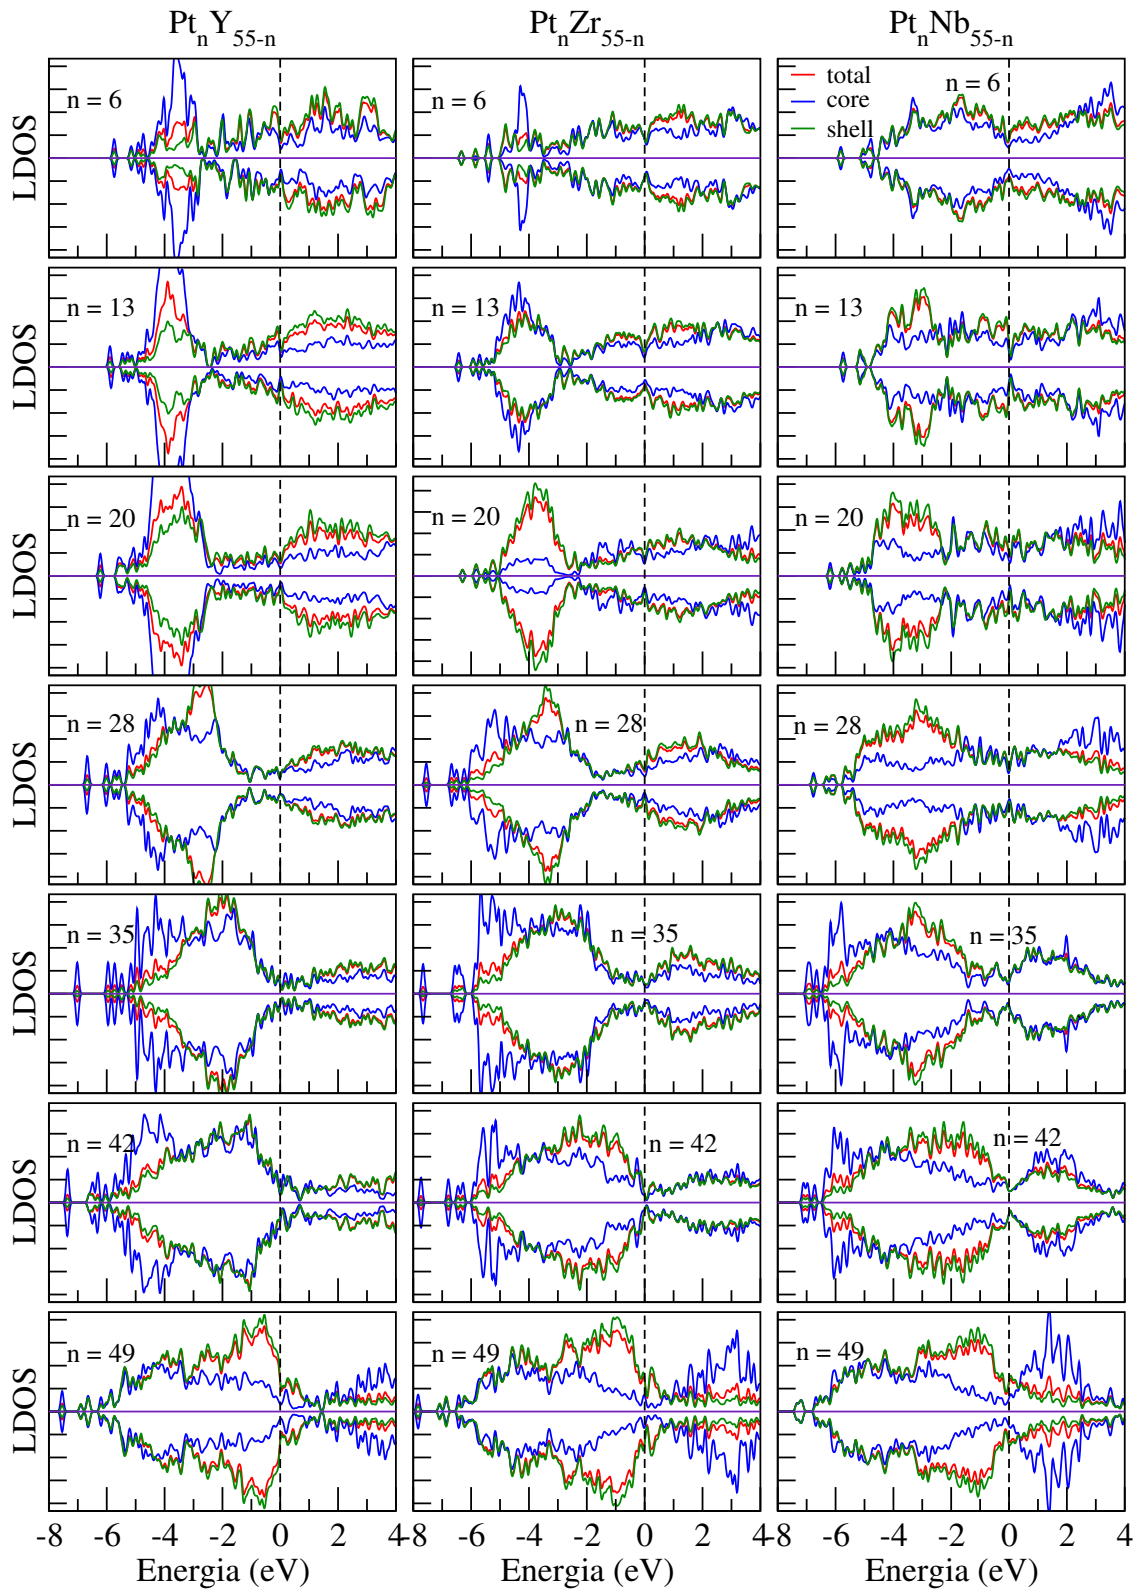 PtₙY₅₅₋ₙ PtₙZr₅₅₋ₙ PtₙNb₅₅₋ₙ
LDOS n = 6 n = 6 n = 6
total
core
shell
LDOS n = 13 n = 13 n = 13
LDOS n = 20 n = 20 n = 20
LDOS n = 28 n = 28 n = 28
LDOS n = 35 n = 35 n = 35
LDOS n = 42 n = 42 n = 42
LDOS n = 49 n = 49 n = 49
-8 -6 -4 -2 0 2 4 -8 -6 -4 -2 0 2 4 -8 -6 -4 -2 0 2 4
Energia (eV) Energia (eV) Energia (eV)